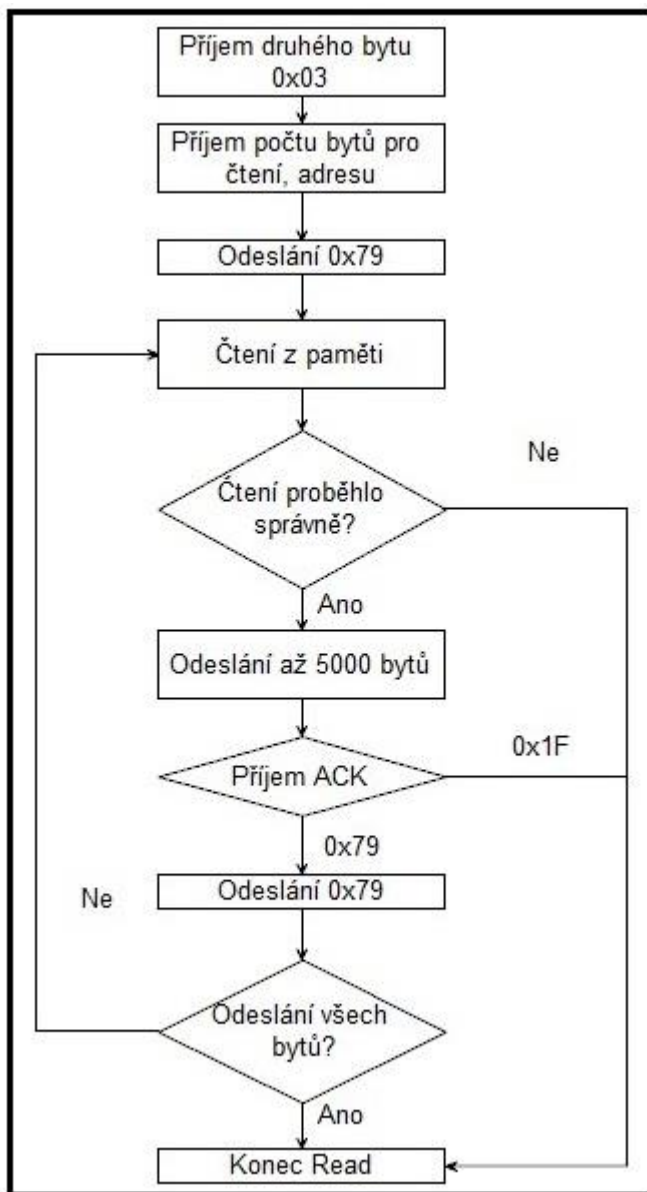 Příjem druhého bytu
0x03
Příjem počtu bytů pro
čtení, adresu
Odeslání 0x79
Čtení z paměti
Ne
Čtení proběhlo
správně?
Ano
Odeslání až 5000 bytů
0x1F
Příjem ACK
0x79
Odeslání 0x79
Ne
Odeslání všech
bytů?
Ano
Konec Read